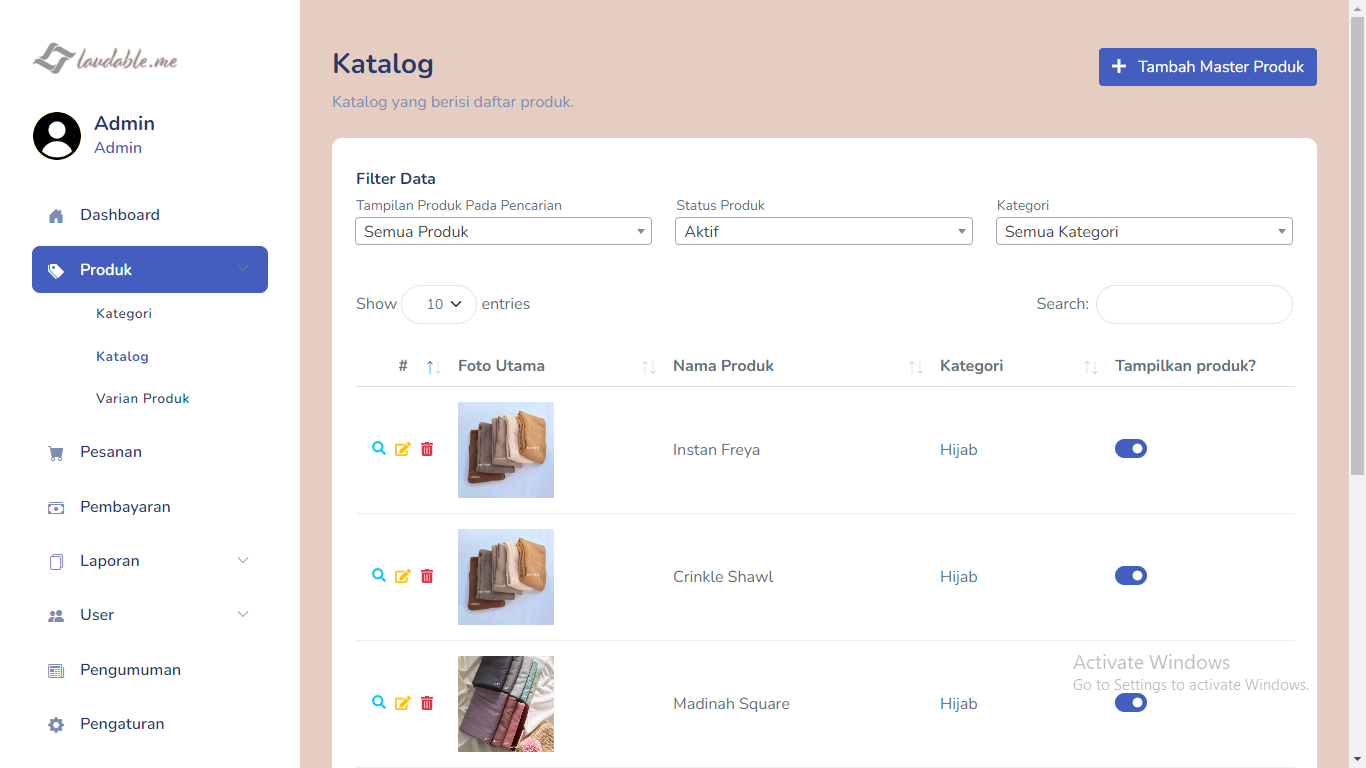 laudable.me
Admin
Admin
Dashboard
Produk
Kategori
Katalog
Varian Produk
Pesanan
Pembayaran
Laporan
User
Pengumuman
Pengaturan
Katalog
Katalog yang berisi daftar produk.
Tambah Master Produk
Filter Data
Tampilan Produk Pada Pencarian
Semua Produk
Status Produk
Aktif
Kategori
Semua Kategori
Show 10 entries
Search:
# Foto Utama Nama Produk Kategori Tampilkan produk?
Instan Freya Hijab
Crinkle Shawl Hijab
Madinah Square Hijab
Activate Windows
Go to Settings to activate Windows.